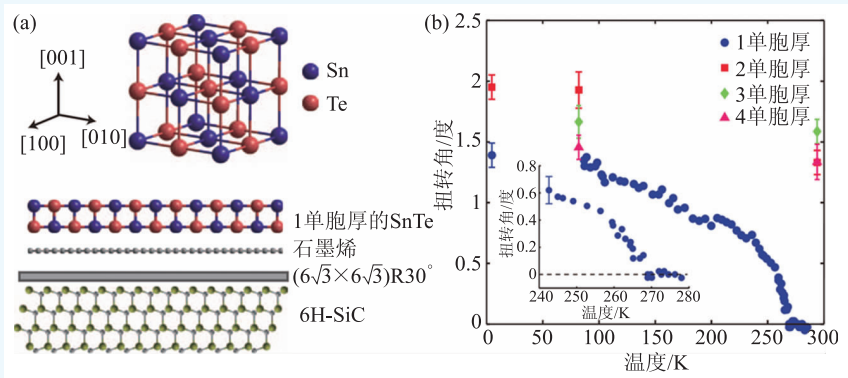 (a)
[001]
[100]
[010]
Sn
Te
1单胞厚的SnTe
石墨烯
(6√3×6√3)R30°
6H-SiC
(b)
2.5
2
1.5
1
0.5
0
扭转角/度
1单胞厚
2单胞厚
3单胞厚
4单胞厚
0.8
0.6
0.4
0.2
0
扭转角/度
240 250 260 270 280
温度/K
0 50 100 150 200 250 300
温度/K